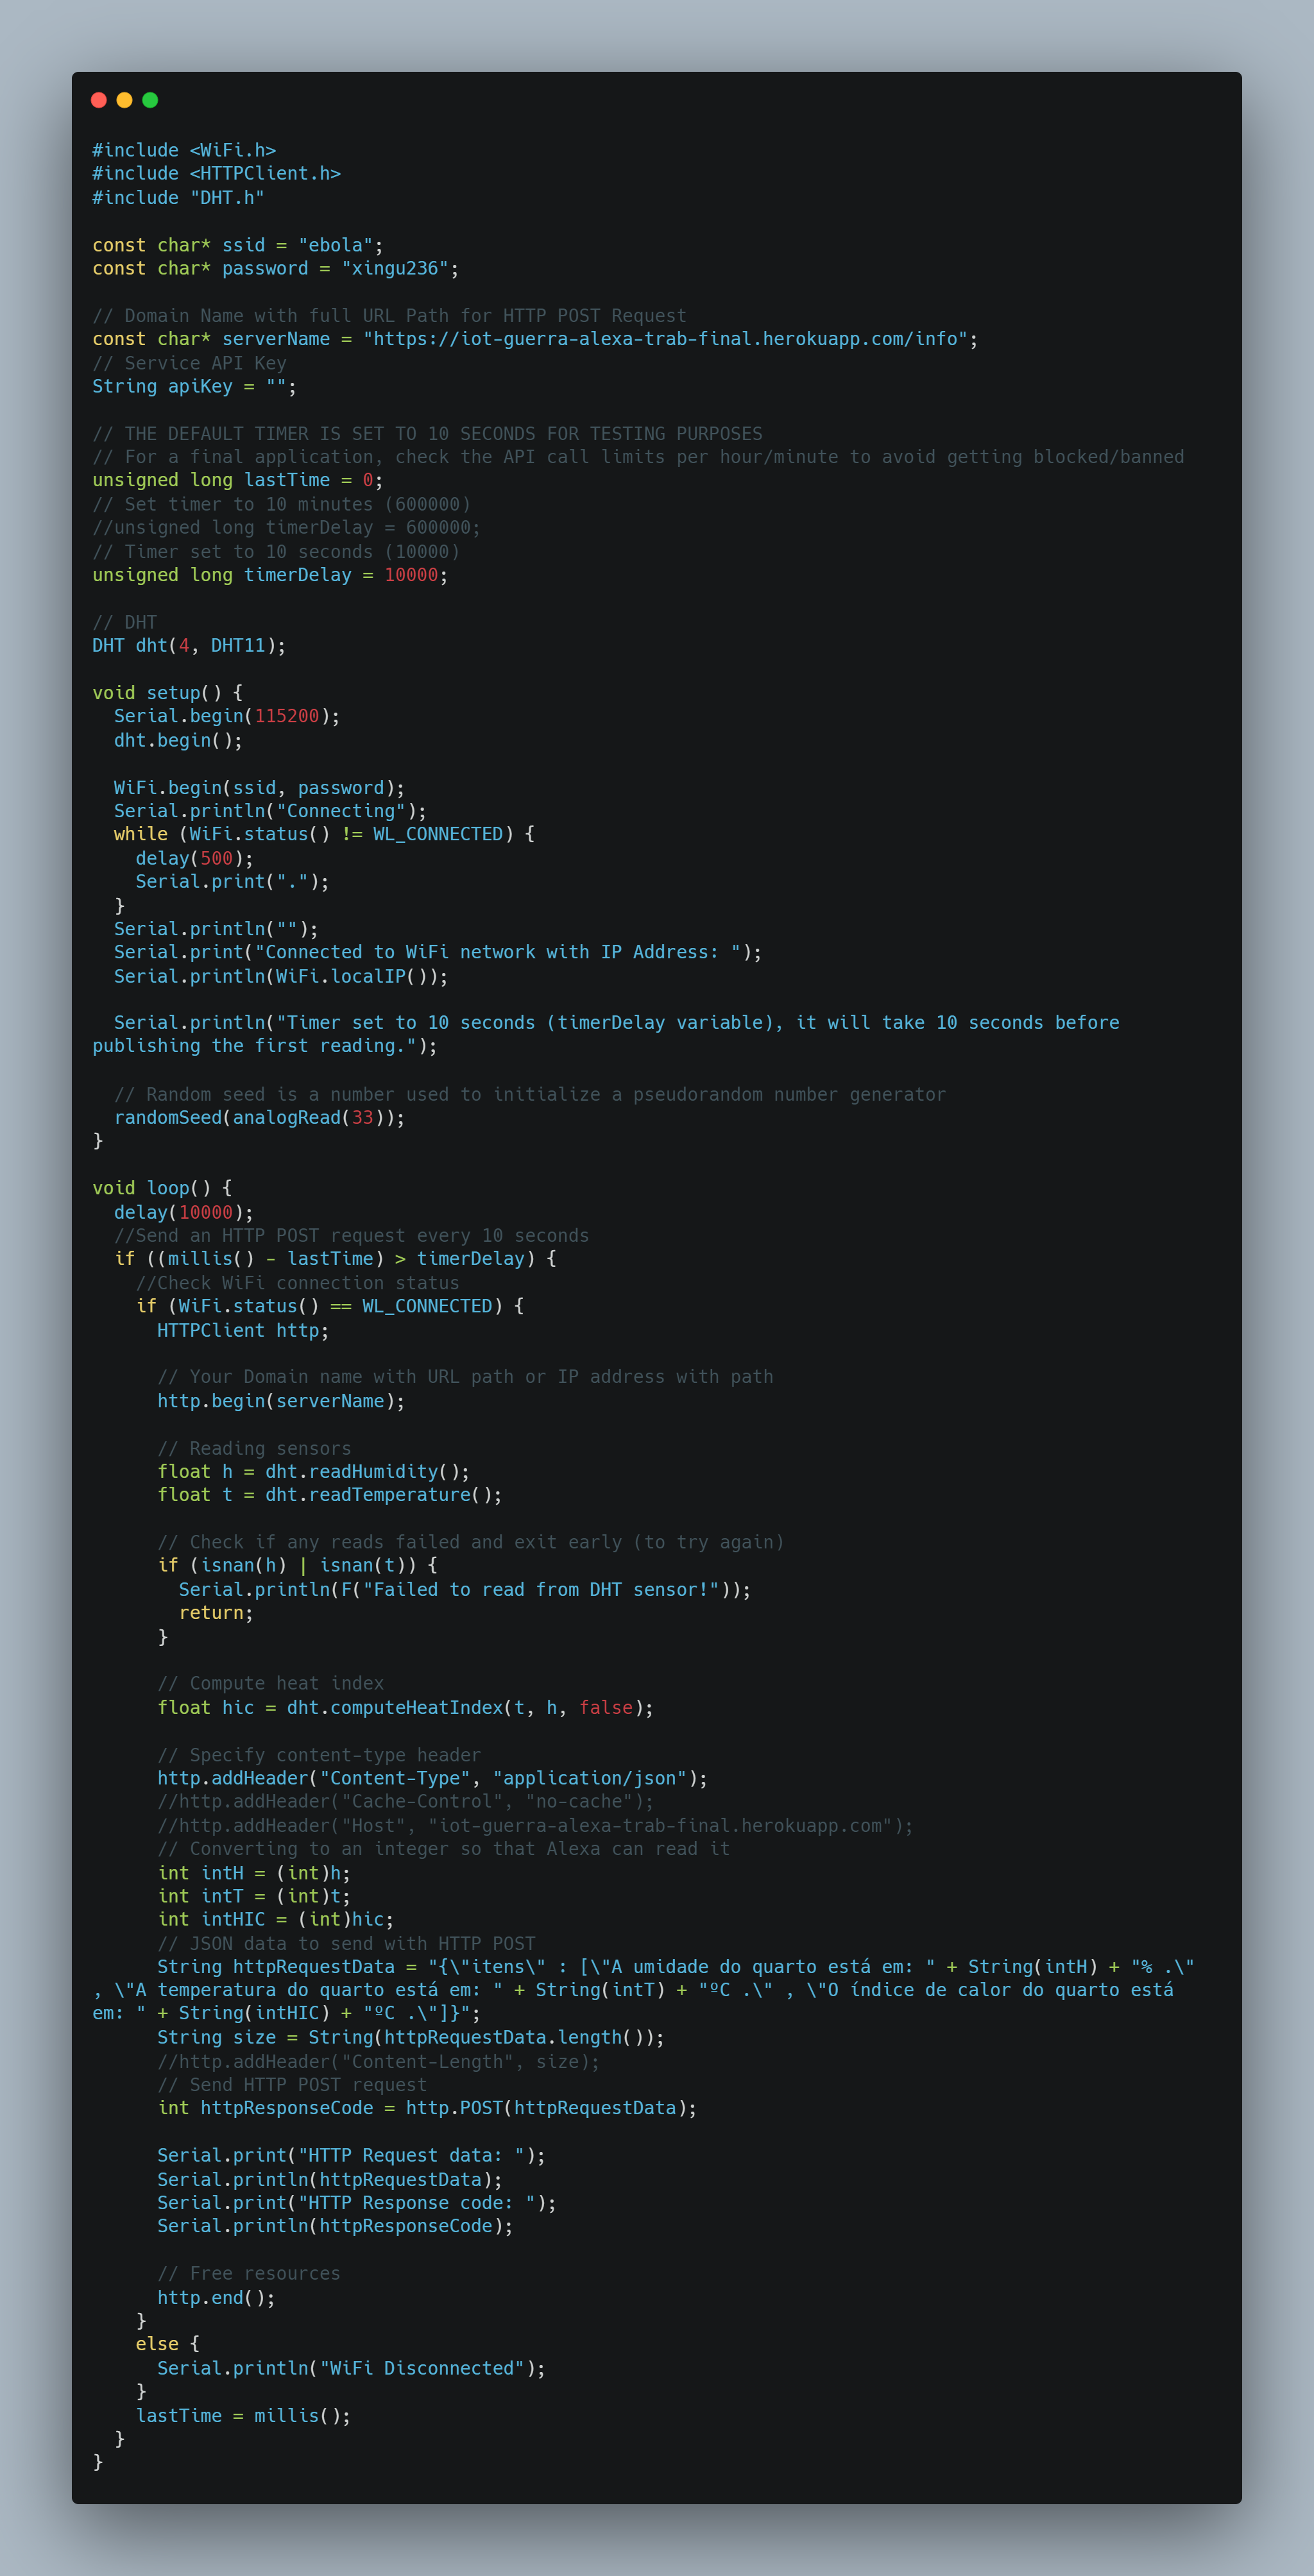 #include <WiFi.h>
#include <HTTPClient.h>
#include "DHT.h"

const char* ssid = "ebola";
const char* password = "xingu236";

// Domain Name with full URL Path for HTTP POST Request
const char* serverName = "https://iot-guerra-alexa-trab-final.herokuapp.com/info";
// Service API Key
String apiKey = "";

// THE DEFAULT TIMER IS SET TO 10 SECONDS FOR TESTING PURPOSES
// For a final application, check the API call limits per hour/minute to avoid getting blocked/banned
unsigned long lastTime = 0;
// Set timer to 10 minutes (600000)
//unsigned long timerDelay = 600000;
// Timer set to 10 seconds (10000)
unsigned long timerDelay = 10000;

// DHT
DHT dht(4, DHT11);

void setup() {
  Serial.begin(115200);
  dht.begin();

  WiFi.begin(ssid, password);
  Serial.println("Connecting");
  while (WiFi.status() != WL_CONNECTED) {
    delay(500);
    Serial.print(".");
  }
  Serial.println("");
  Serial.print("Connected to WiFi network with IP Address: ");
  Serial.println(WiFi.localIP());

  Serial.println("Timer set to 10 seconds (timerDelay variable), it will take 10 seconds before
publishing the first reading.");

  // Random seed is a number used to initialize a pseudorandom number generator
  randomSeed(analogRead(33));
}

void loop() {
  delay(10000);
  //Send an HTTP POST request every 10 seconds
  if ((millis() - lastTime) > timerDelay) {
    //Check WiFi connection status
    if (WiFi.status() == WL_CONNECTED) {
      HTTPClient http;

      // Your Domain name with URL path or IP address with path
      http.begin(serverName);

      // Reading sensors
      float h = dht.readHumidity();
      float t = dht.readTemperature();

      // Check if any reads failed and exit early (to try again)
      if (isnan(h) | isnan(t)) {
        Serial.println(F("Failed to read from DHT sensor!"));
        return;
      }

      // Compute heat index
      float hic = dht.computeHeatIndex(t, h, false);

      // Specify content-type header
      http.addHeader("Content-Type", "application/json");
      //http.addHeader("Cache-Control", "no-cache");
      //http.addHeader("Host", "iot-guerra-alexa-trab-final.herokuapp.com");
      // Converting to an integer so that Alexa can read it
      int intH = (int)h;
      int intT = (int)t;
      int intHIC = (int)hic;
      // JSON data to send with HTTP POST
      String httpRequestData = "{\"itens\" : [\"A umidade do quarto está em: " + String(intH) + "% .\"
, \"A temperatura do quarto está em: " + String(intT) + "ºC .\" , \"O índice de calor do quarto está
em: " + String(intHIC) + "ºC .\"]}";
      String size = String(httpRequestData.length());
      //http.addHeader("Content-Length", size);
      // Send HTTP POST request
      int httpResponseCode = http.POST(httpRequestData);

      Serial.print("HTTP Request data: ");
      Serial.println(httpRequestData);
      Serial.print("HTTP Response code: ");
      Serial.println(httpResponseCode);

      // Free resources
      http.end();
    }
    else {
      Serial.println("WiFi Disconnected");
    }
    lastTime = millis();
  }
}